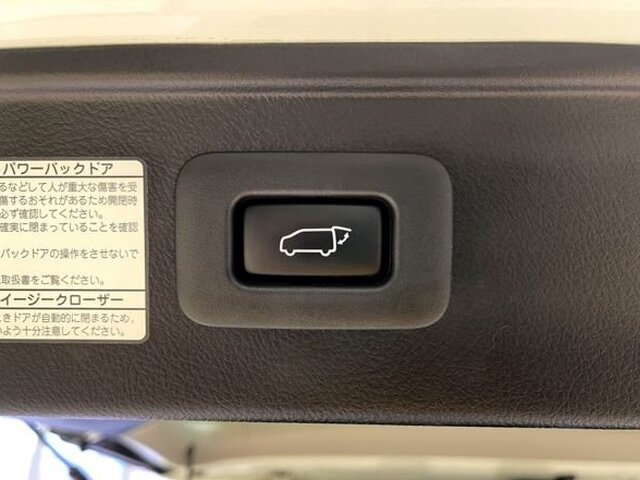 パワーバックドア
るなどして人が重大な傷害を受
傷するおそれがあるため開閉時
必ず確認してください。
確実に閉まっていることを確認
バックドアの操作をさせないで
取扱書をご覧ください。
イージークローザー
ときドアが自動的に閉まるため、
いよう十分注意してください。